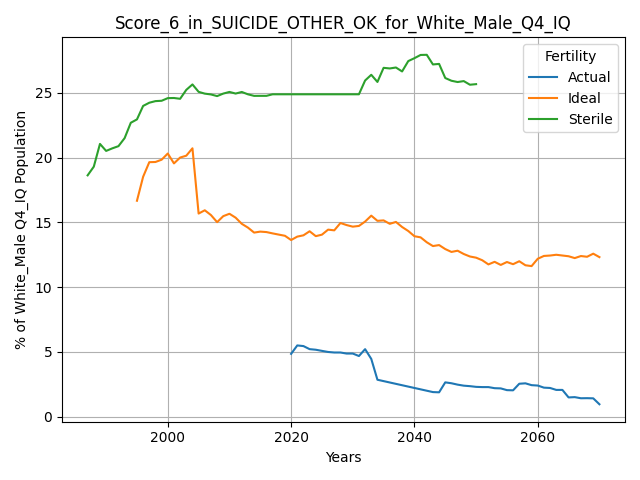 Score_6_in_SUICIDE_OTHER_OK_for_White_Male_Q4_IQ
Fertility
Actual
Ideal
Sterile
% of White_Male Q4_IQ Population
25
20
15
10
5
0
2000 2020 2040 2060
Years